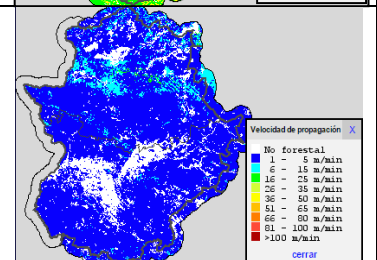 Velocidad de propagación X
No forestal
1 - 5 m/min
6 - 15 m/min
16 - 25 m/min
26 - 35 m/min
36 - 50 m/min
51 - 65 m/min
66 - 80 m/min
81 - 100 m/min
>100 m/min
cerrar